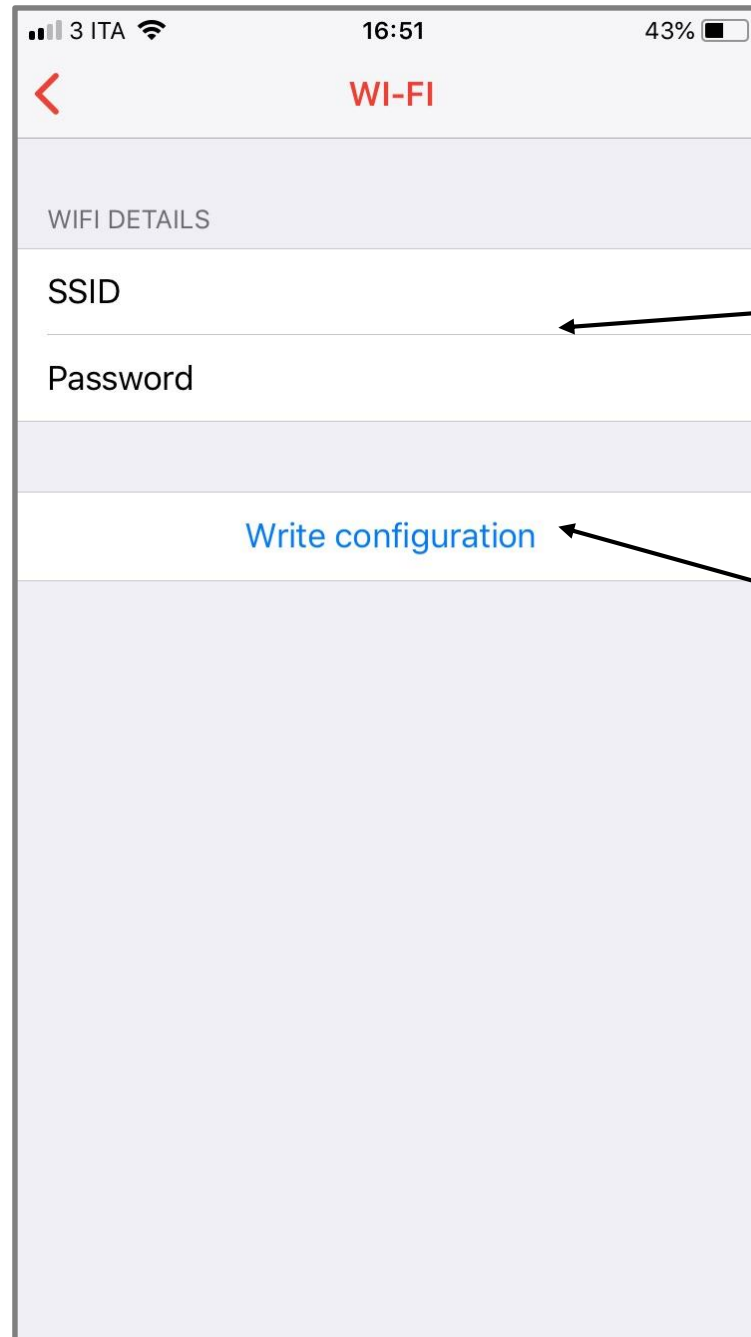 3 ITA 16:51 43%
WI-FI
WIFI DETAILS
SSID
Password
Write configuration